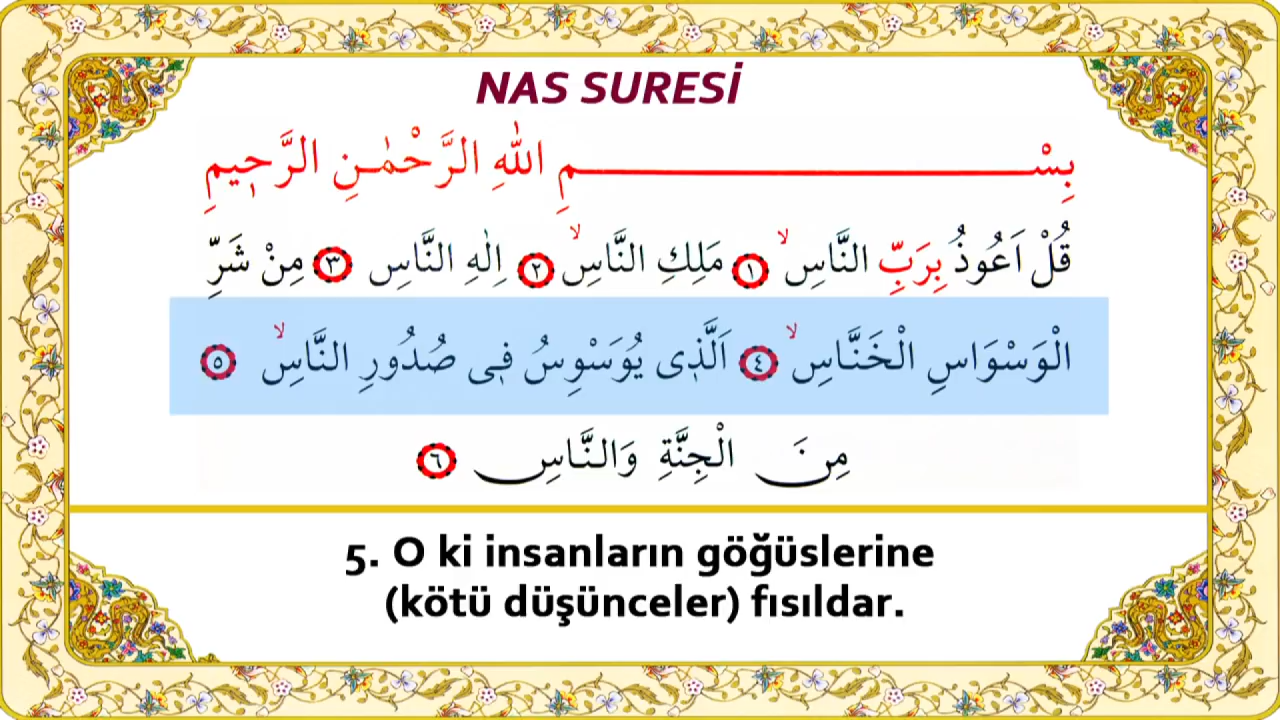 NAS SURESİ
بِسْمِ اللّٰهِ الرَّحْمٰنِ الرَّح۪يمِ
قُلْ اَعُوذُ بِرَبِّ النَّاسِۙ ١ مَلِكِ النَّاسِۙ ٢ اِلٰهِ النَّاسِ ٣ مِنْ شَرِّ
الْوَسْوَاسِ الْخَنَّاسِۙ ٤ اَلَّذ۪ى يُوَسْوِسُ ف۪ى صُدُورِ النَّاسِۙ ٥
مِنَ الْجِنَّةِ وَالنَّاسِ ٦
5. O ki insanların göğüslerine
(kötü düşünceler) fısıldar.